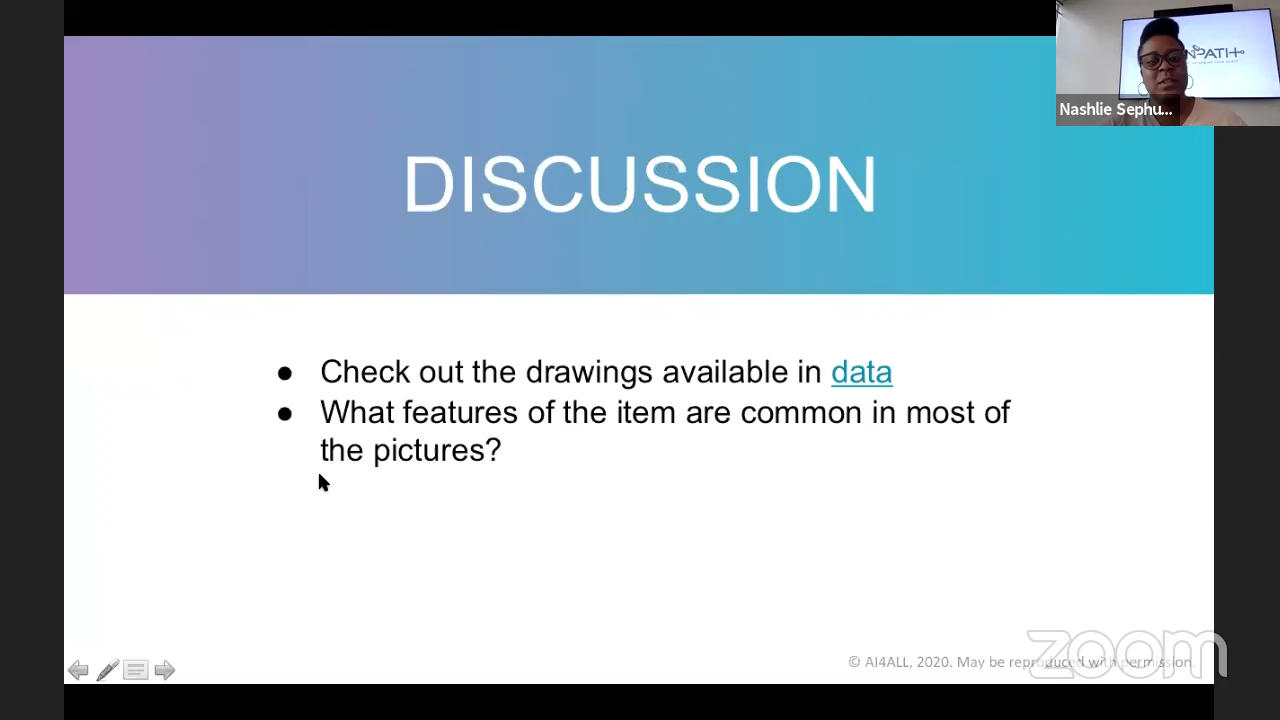 NPATH
Nashlie Sephu...
DISCUSSION
● Check out the drawings available in data
● What features of the item are common in most of
the pictures?
zoom
© AI4ALL, 2020. May be reproduced with permission.